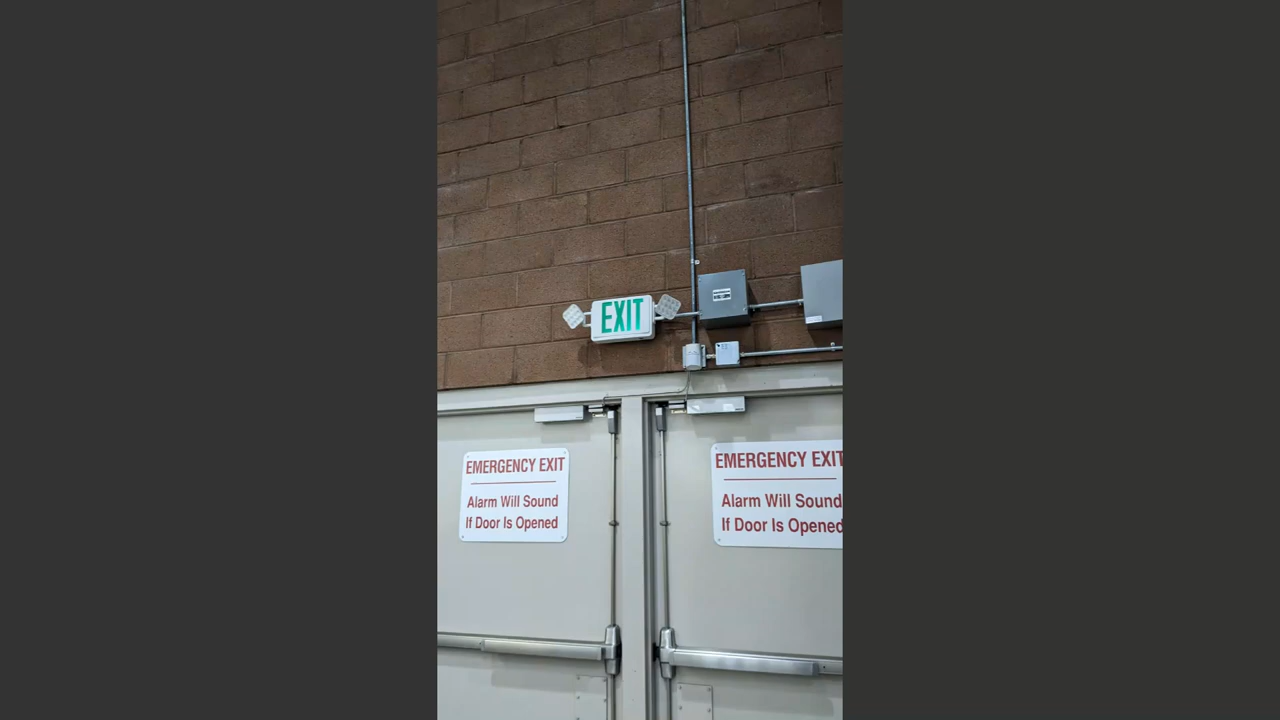 EXIT
EMERGENCY EXIT
Alarm Will Sound
If Door Is Opened
EMERGENCY EXIT
Alarm Will Sound
If Door Is Opened